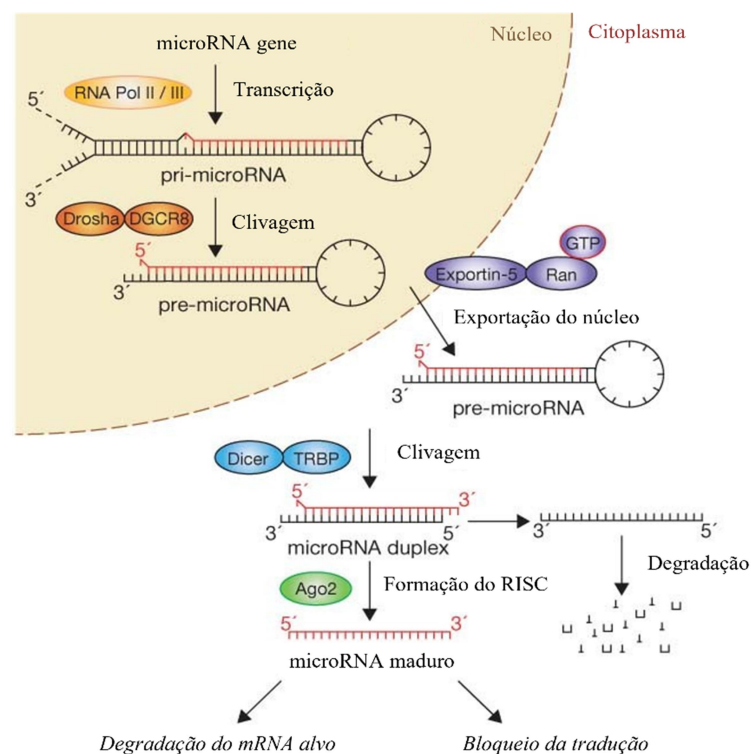 microRNA gene
Núcleo
Citoplasma
RNA Pol II / III
Transcrição
5´
3´
pri-microRNA
Drosha
DGCR8
Clivagem
5´
3´
pre-microRNA
GTP
Exportin-5
Ran
Exportação do núcleo
5´
3´
pre-microRNA
Dicer
TRBP
Clivagem
5´
3´
3´
5´
microRNA duplex
3´
5´
Degradação
Ago2
Formação do RISC
5´
3´
microRNA maduro
Degradação do mRNA alvo
Bloqueio da tradução